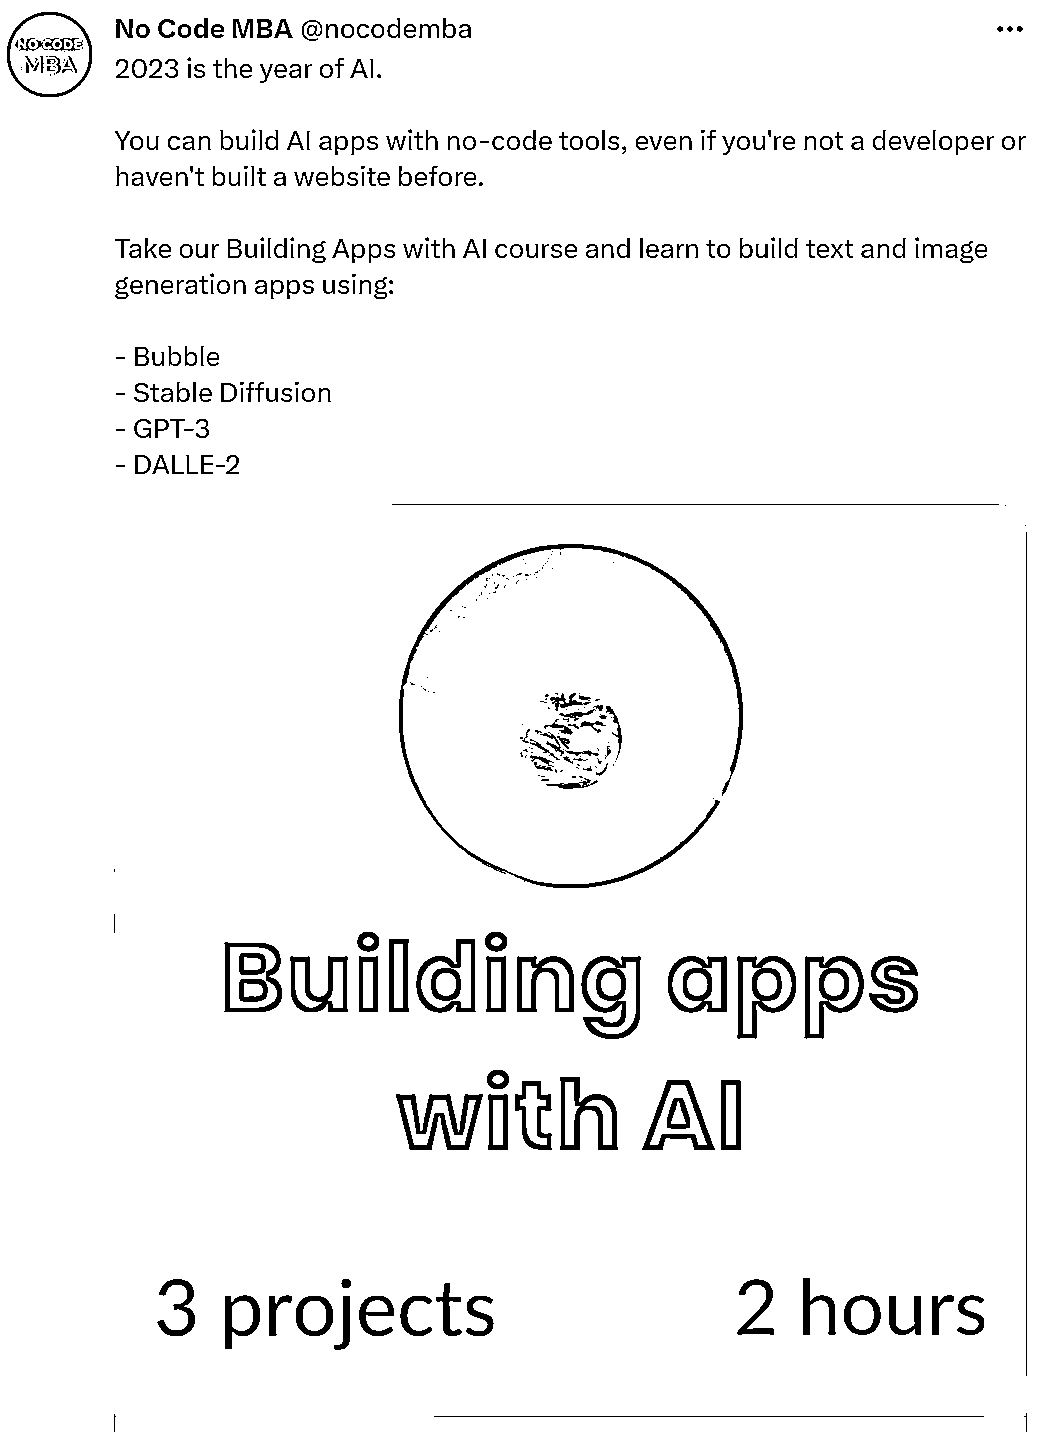 NO CODE
MBA
No Code MBA @nocodemba
2023 is the year of AI.
You can build AI apps with no-code tools, even if you're not a developer or
haven't built a website before.
Take our Building Apps with AI course and learn to build text and image
generation apps using:
- Bubble
- Stable Diffusion
- GPT-3
- DALLE-2
Building apps
with AI
3 projects 2 hours